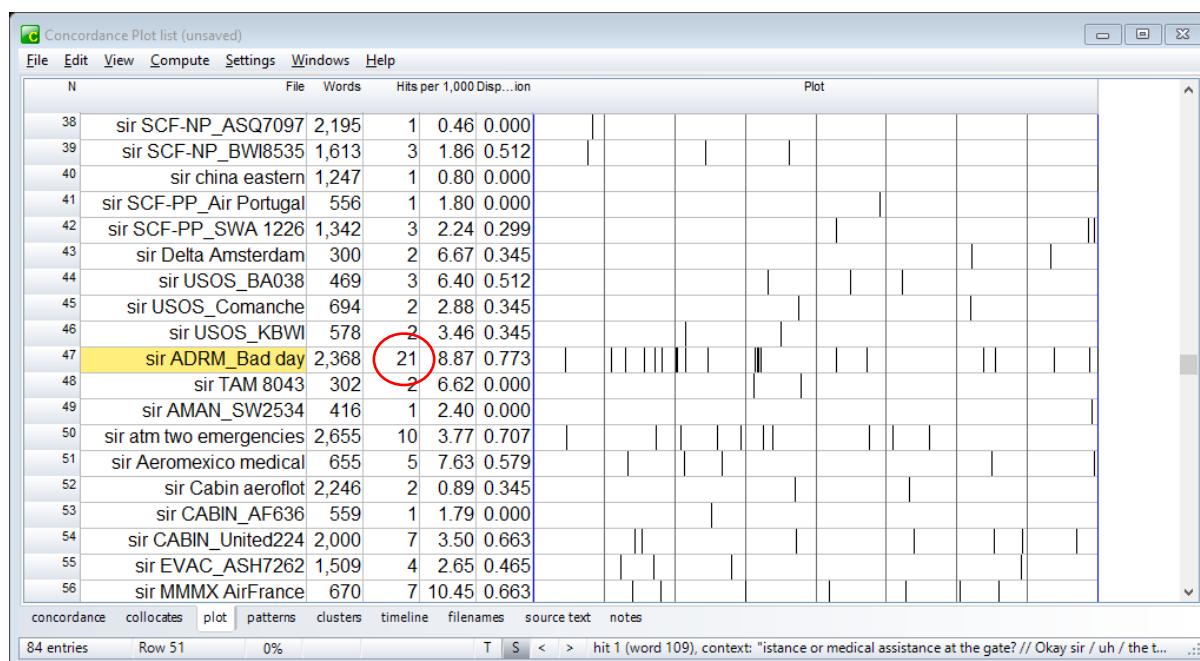 Concordance Plot list (unsaved)
File Edit View Compute Settings Windows Help
N File Words Hits per 1,000 Disp...ion Plot
38 sir SCF-NP_ASQ7097 2,195 1 0.46 0.000
39 sir SCF-NP_BWI8535 1,613 3 1.86 0.512
40 sir china eastern 1,247 1 0.80 0.000
41 sir SCF-PP_Air Portugal 556 1 1.80 0.000
42 sir SCF-PP_SWA 1226 1,342 3 2.24 0.299
43 sir Delta Amsterdam 300 2 6.67 0.345
44 sir USOS_BA038 469 3 6.40 0.512
45 sir USOS_Comanche 694 2 2.88 0.345
46 sir USOS_KBWI 578 2 3.46 0.345
47 sir ADRM_Bad day 2,368 21 8.87 0.773
48 sir TAM 8043 302 2 6.62 0.000
49 sir AMAN_SW2534 416 1 2.40 0.000
50 sir atm two emergencies 2,655 10 3.77 0.707
51 sir Aeromexico medical 655 5 7.63 0.579
52 sir Cabin aeroflot 2,246 2 0.89 0.345
53 sir CABIN_AF636 559 1 1.79 0.000
54 sir CABIN_United224 2,000 7 3.50 0.663
55 sir EVAC_ASH7262 1,509 4 2.65 0.465
56 sir MMMX AirFrance 670 7 10.45 0.663
concordance collocates plot patterns clusters timeline filenames source text notes
84 entries Row 51 0% T S < > hit 1 (word 109), context: "istance or medical assistance at the gate? // Okay sir / uh / the t...